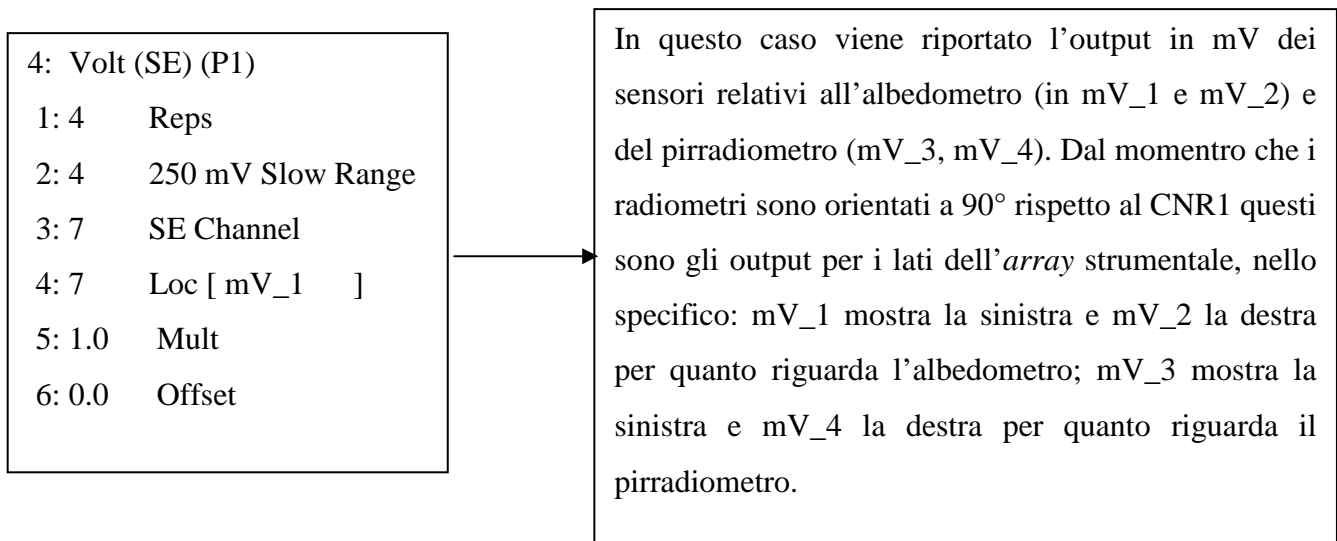 4: Volt (SE) (P1)
1: 4 Reps
2: 4 250 mV Slow Range
3: 7 SE Channel
4: 7 Loc [ mV_1 ]
5: 1.0 Mult
6: 0.0 Offset
In questo caso viene riportato l’output in mV dei
sensori relativi all’albedometro (in mV_1 e mV_2) e
del pirradiometro (mV_3, mV_4). Dal momentro che i
radiometri sono orientati a 90° rispetto al CNR1 questi
sono gli output per i lati dell’array strumentale, nello
specifico: mV_1 mostra la sinistra e mV_2 la destra
per quanto riguarda l’albedometro; mV_3 mostra la
sinistra e mV_4 la destra per quanto riguarda il
pirradiometro.